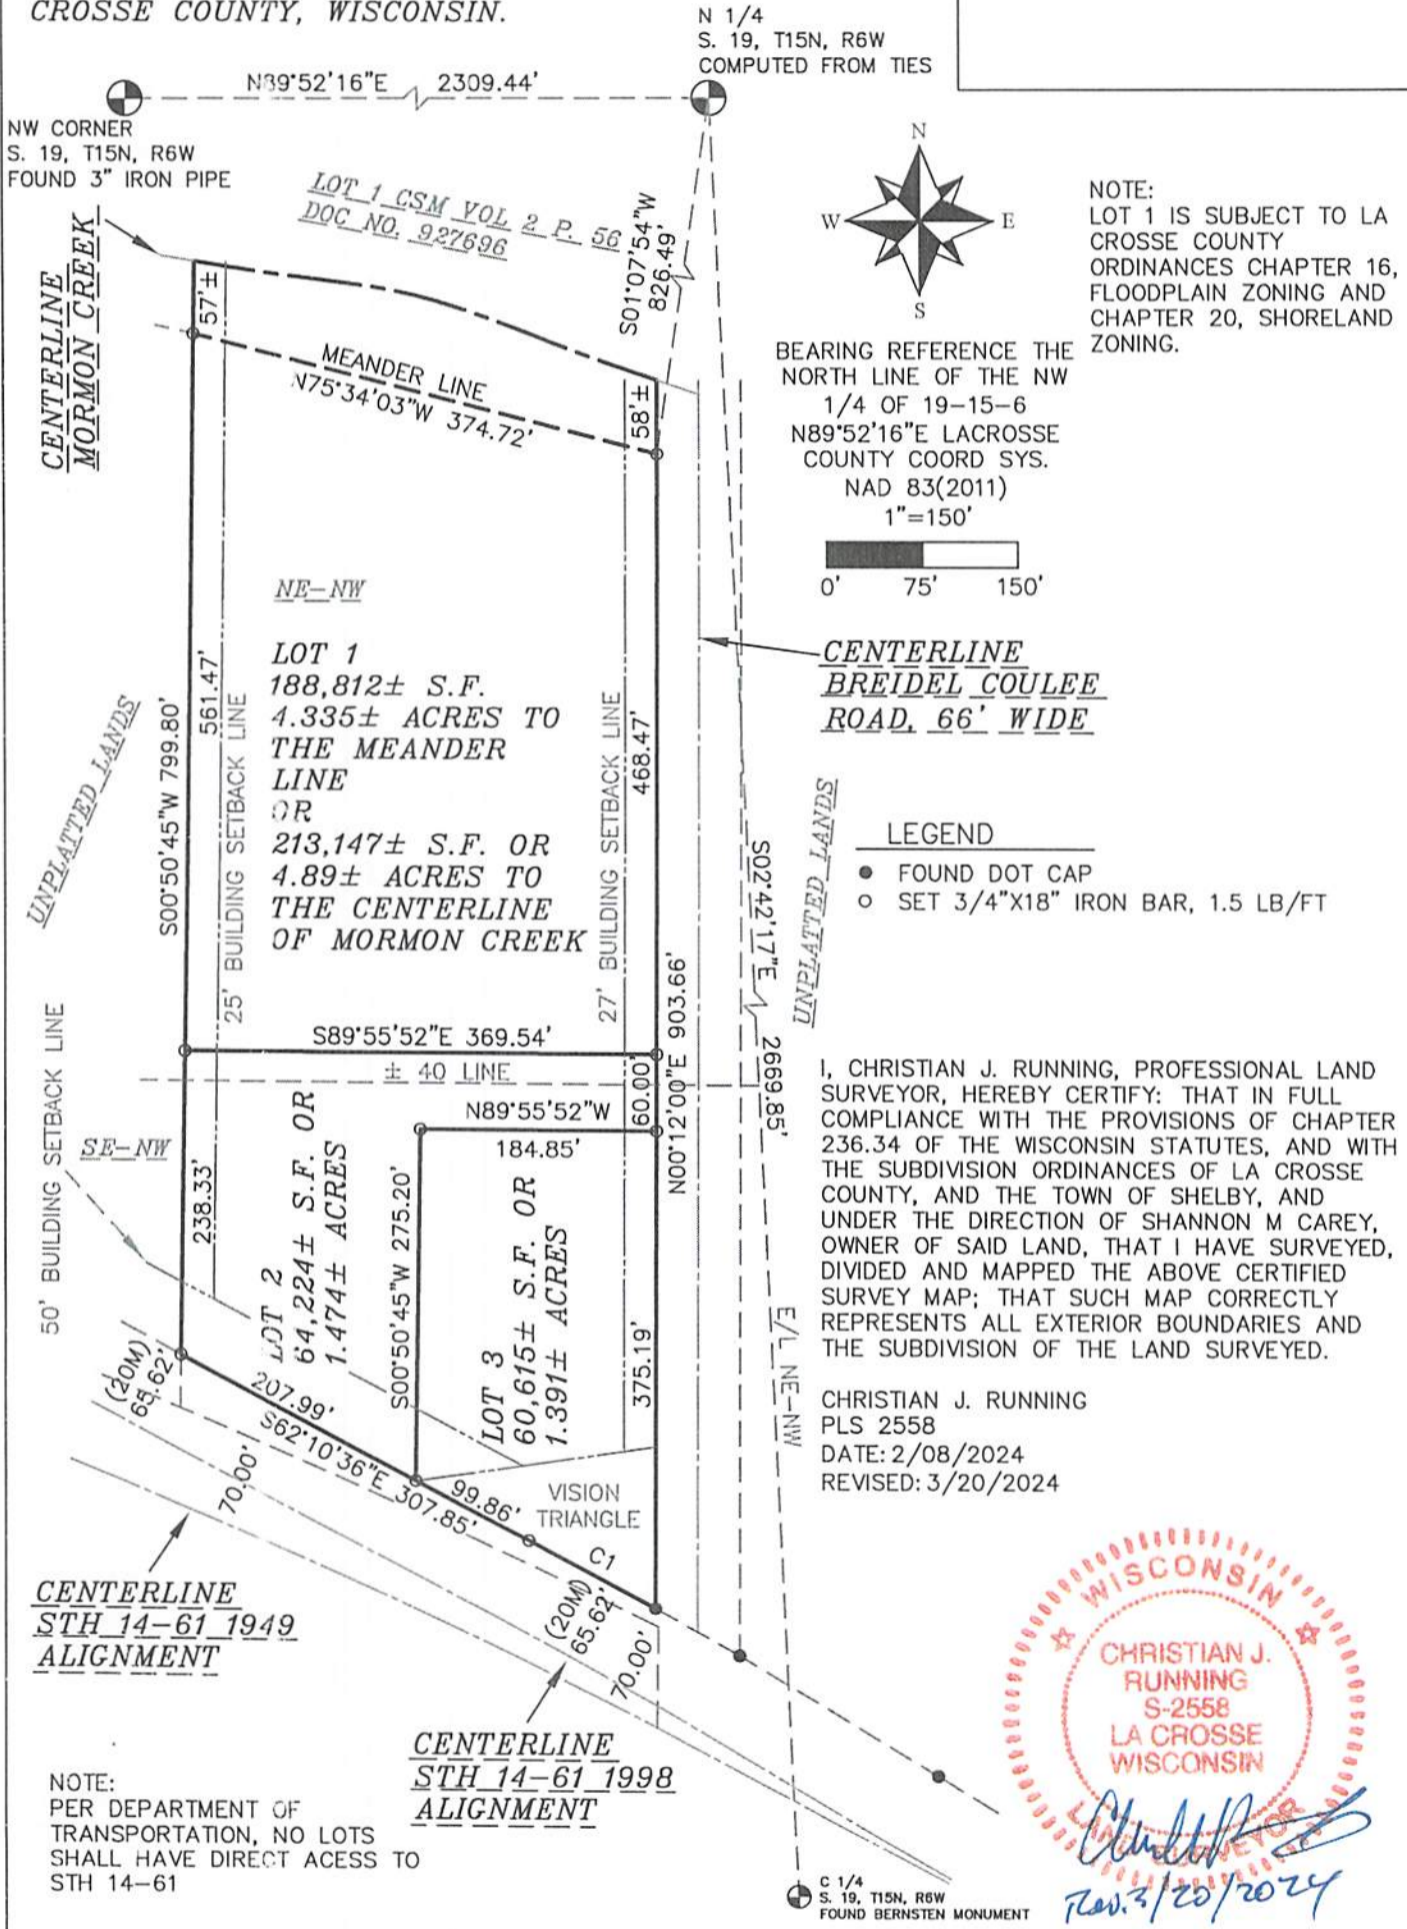 CROSSE COUNTY, WISCONSIN.
N 1/4
S. 19, T15N, R6W
COMPUTED FROM TIES
N89°52'16"E 2309.44'
NW CORNER
S. 19, T15N, R6W
FOUND 3" IRON PIPE
LOT 1 CSM VOL 2 P. 56
DOC NO. 927696
S01°07'54"W
826.49'
N
W
E
S
NOTE:
LOT 1 IS SUBJECT TO LA
CROSSE COUNTY
ORDINANCES CHAPTER 16,
FLOODPLAIN ZONING AND
CHAPTER 20, SHORELAND
ZONING.
CENTERLINE
MORMON CREEK
57'±
MEANDER LINE
N75°34'03"W 374.72'
58'±
BEARING REFERENCE THE
NORTH LINE OF THE NW
1/4 OF 19-15-6
N89°52'16"E LACROSSE
COUNTY COORD SYS.
NAD 83(2011)
1"=150'
0' 75' 150'
NE-NW
LOT 1
188,812± S.F.
4.335± ACRES TO
THE MEANDER
LINE
OR
213,147± S.F. OR
4.89± ACRES TO
THE CENTERLINE
OF MORMON CREEK
UNPLATTED LANDS
S00°50'45"W 799.80'
561.47'
25' BUILDING SETBACK LINE
27' BUILDING SETBACK LINE
468.47'
CENTERLINE
BREIDEL COULEE
ROAD, 66' WIDE
N00°12'00"E 903.66'
S02°42'17"E 2669.85'
UNPLATTED LANDS
LEGEND
FOUND DOT CAP
SET 3/4"X18" IRON BAR, 1.5 LB/FT
S89°55'52"E 369.54'
± 40 LINE
60.00'
N89°55'52"W
184.85'
SE-NW
50' BUILDING SETBACK LINE
238.33'
LOT 2
64,224± S.F. OR
1.474± ACRES
S00°50'45"W 275.20'
LOT 3
60,615± S.F. OR
1.391± ACRES
375.19'
E/L NE-NW
I, CHRISTIAN J. RUNNING, PROFESSIONAL LAND
SURVEYOR, HEREBY CERTIFY: THAT IN FULL
COMPLIANCE WITH THE PROVISIONS OF CHAPTER
236.34 OF THE WISCONSIN STATUTES, AND WITH
THE SUBDIVISION ORDINANCES OF LA CROSSE
COUNTY, AND THE TOWN OF SHELBY, AND
UNDER THE DIRECTION OF SHANNON M CAREY,
OWNER OF SAID LAND, THAT I HAVE SURVEYED,
DIVIDED AND MAPPED THE ABOVE CERTIFIED
SURVEY MAP; THAT SUCH MAP CORRECTLY
REPRESENTS ALL EXTERIOR BOUNDARIES AND
THE SUBDIVISION OF THE LAND SURVEYED.
CHRISTIAN J. RUNNING
PLS 2558
DATE: 2/08/2024
REVISED: 3/20/2024
(20M)
65.62'
207.99'
S62°10'36"E 307.85'
99.86'
70.00'
VISION
TRIANGLE
C1
(20M)
65.62'
70.00'
CENTERLINE
STH 14-61 1949
ALIGNMENT
CENTERLINE
STH 14-61 1998
ALIGNMENT
NOTE:
PER DEPARTMENT OF
TRANSPORTATION, NO LOTS
SHALL HAVE DIRECT ACESS TO
STH 14-61
C 1/4
S. 19, T15N, R6W
FOUND BERNSTEN MONUMENT
WISCONSIN
CHRISTIAN J.
RUNNING
S-2558
LA CROSSE
WISCONSIN
LAND SURVEYOR
Rev. 3/20/2024